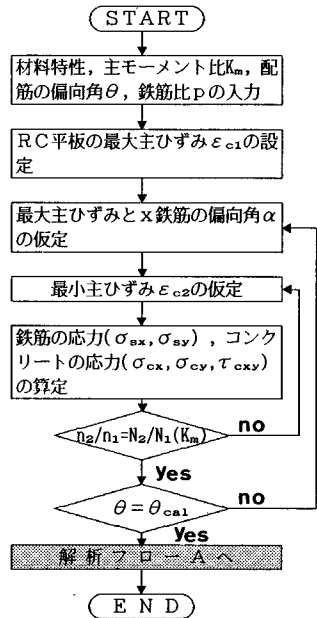 START
材料特性，主モーメント比Km，配
筋の偏向角θ，鉄筋比pの入力
RC平板の最大主ひずみεc1の設
定
最大主ひずみとx鉄筋の偏向角α
の仮定
最小主ひずみεc2の仮定
鉄筋の応力(σsx,σsy)，コンク
リートの応力(σcx,σcy,τcxy)
の算定
n2/n1=N2/N1(Km)
no
Yes
θ=θcal
no
Yes
解析フローAへ
END